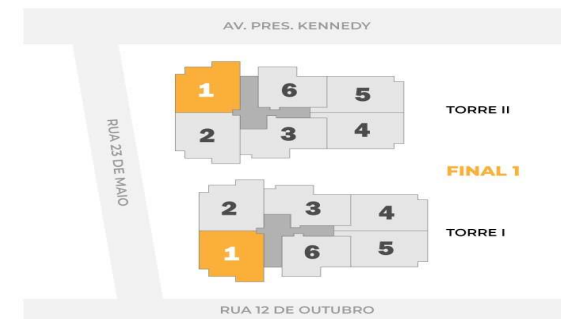 AV. PRES. KENNEDY
RUA 23 DE MAIO
1 6 5
2 3 4
TORRE II
FINAL 1
2 3 4
1 6 5
TORRE I
RUA 12 DE OUTUBRO